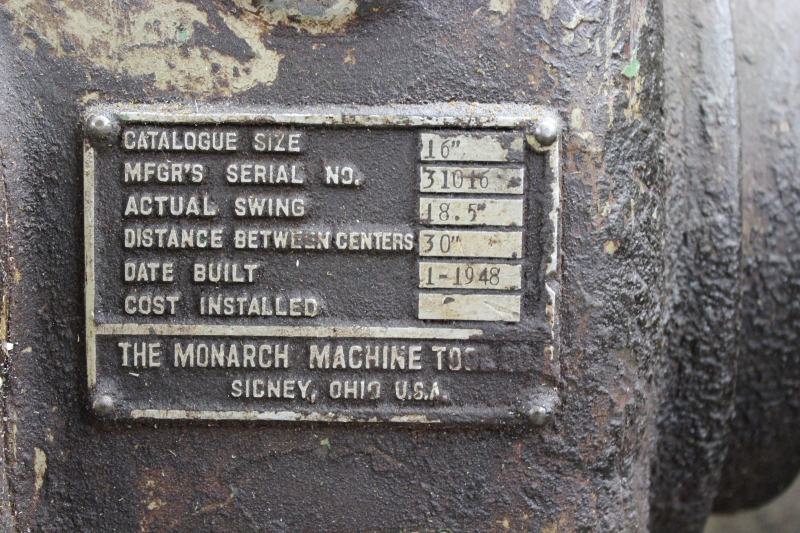 CATALOGUE SIZE 16"
MFGR'S SERIAL NO. 31016
ACTUAL SWING 18.5"
DISTANCE BETWEEN CENTERS 30"
DATE BUILT 1-1948
COST INSTALLED
THE MONARCH MACHINE
SIDNEY, OHIO U.S.A.